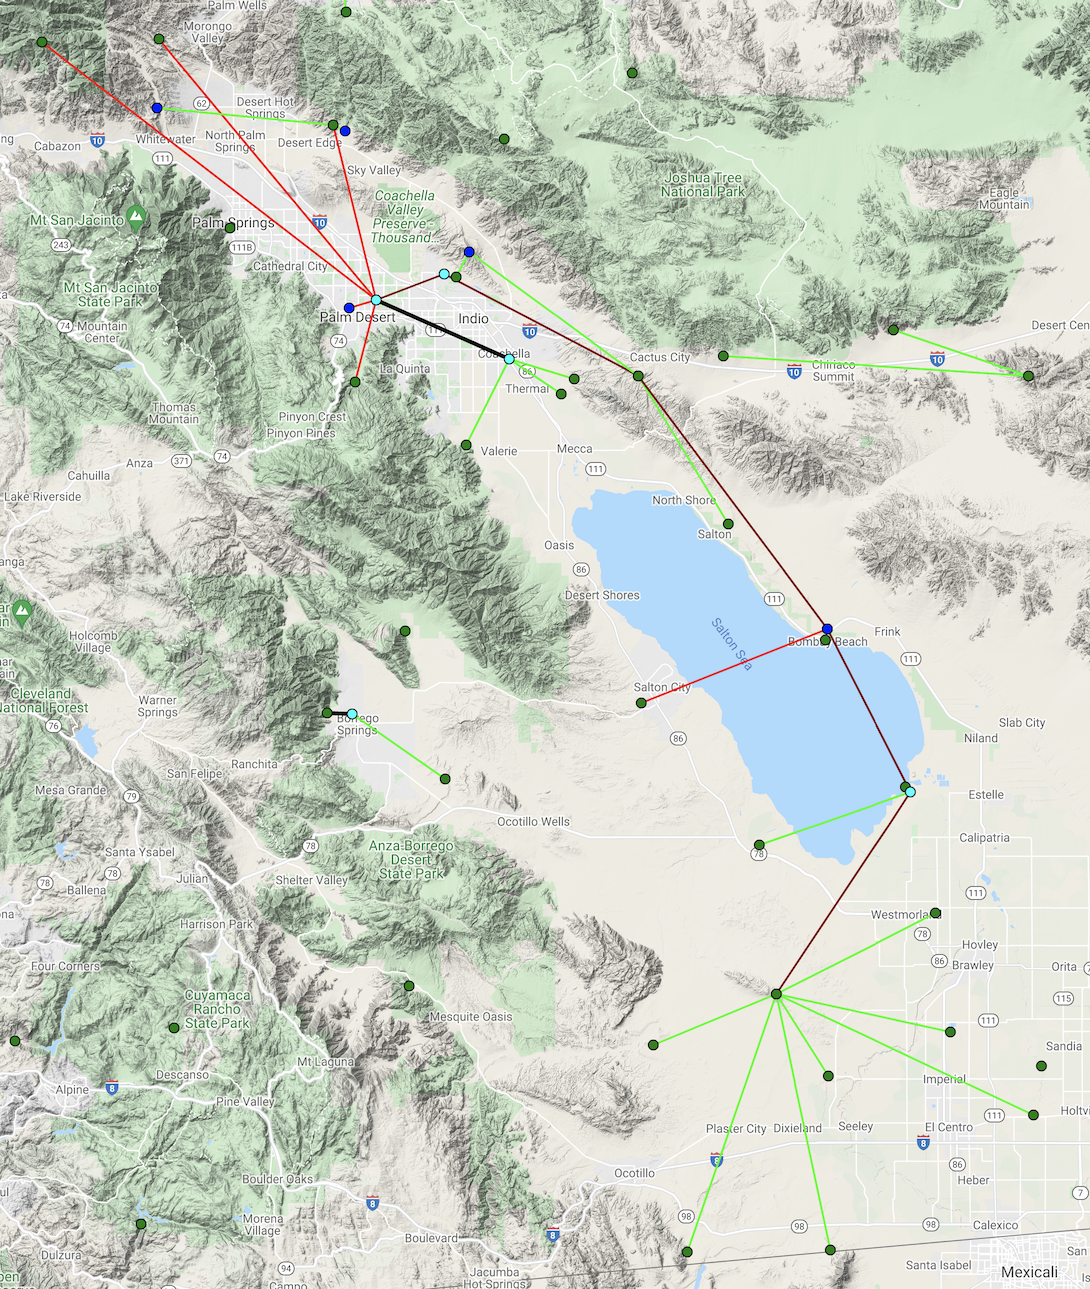 Palm Wells
Morongo
Valley
62
Desert Hot
Springs
10
Whitewater
North Palm
Springs
Desert Edge
Cabazon
111
Sky Valley
Joshua Tree
National Park
Eagle
Mountain
Coachella
Valley
Preserve
Thousand...
Mt San Jacinto
Palm Springs
10
243
111B
Cathedral City
Mt San Jacinto
State Park
74
Mountain
Center
Palm Desert
Indio
10
Desert Cen
74
Coachella
86
Cactus City
10
Chiriaco
Summit
10
La Quinta
Thermal
Thomas
Mountain
Pinyon Crest
Pinyon Pines
Anza
371
74
Valerie
Mecca
111
Cahuilla
Lake Riverside
North Shore
Salton
Oasis
86
Desert Shores
111
anga
Salton Sea
Holcomb
Village
Bombay Beach
Frink
111
Cleveland
National Forest
76
Warner
Springs
Salton City
86
Borrego
Springs
Slab City
Niland
Ranchita
San Felipe
Mesa Grande
79
Estelle
Ocotillo Wells
Calipatria
78
Anza-Borrego
Desert
State Park
Santa Ysabel
78
78
78
Julian
Shelter Valley
Ballena
111
Westmorland
Harrison Park
78
Hovley
86
Brawley
Four Corners
Orita
Cuyamaca
Rancho
State Park
115
Mesquite Oasis
111
Sandia
Mt Laguna
Descanso
Imperial
8
Alpine
Pine Valley
111
Holtvi
Plaster City
Dixieland
Seeley
El Centro
8
8
86
Ocotillo
Heber
Boulder Oaks
8
7
98
98
98
Calexico
Morena
Village
Boulevard
8
Dulzura
San
94
Campo
Jacumba
Hot Springs
Santa Isabel
Mexicali